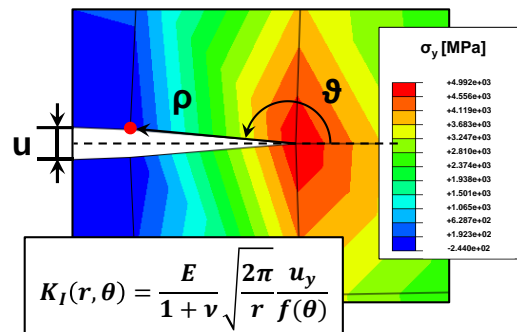 σy [MPa]
+4.992e+03
+4.556e+03
+4.119e+03
+3.683e+03
+3.247e+03
+2.810e+03
+2.374e+03
+1.938e+03
+1.501e+03
+1.065e+03
+6.287e+02
+1.923e+02
-2.440e+02
ρ
ϑ
u
K_I(r, θ) = E/(1 + ν) √(2π/r) u_y/f(θ)